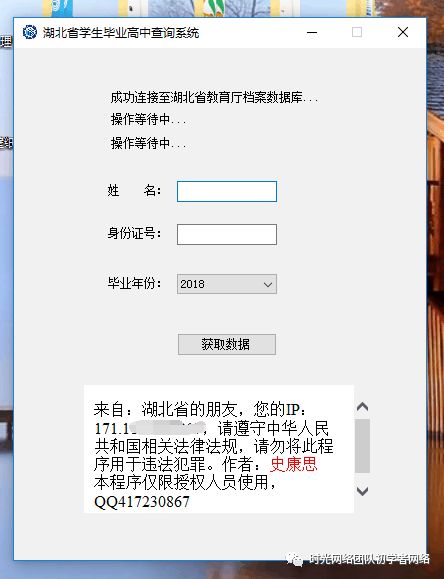 湖北省学生毕业高中查询系统
成功连接至湖北省教育厅档案数据库...
操作等待中...
操作等待中...
姓 名：
身份证号：
毕业年份： 2018
获取数据
来自：湖北省的朋友，您的IP：
171.1 ，请遵守中华人民
共和国相关法律法规，请勿将此程
序用于违法犯罪。作者：史康思
本程序仅限授权人员使用，
QQ417230867
时光网络团队初学者网络